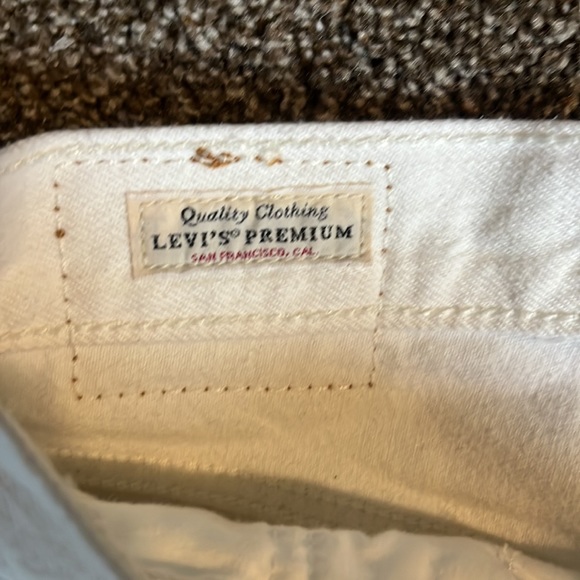 Quality Clothing
LEVI'S® PREMIUM
SAN FRANCISCO, CAL.